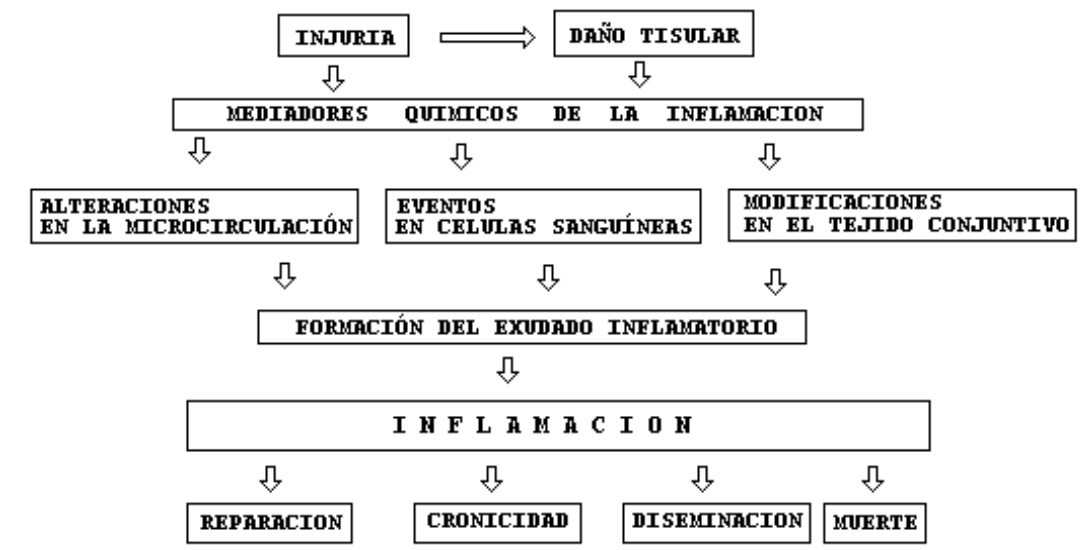 INJURIA
DAÑO TISULAR
MEDIADORES QUIMICOS DE LA INFLAMACION
ALTERACIONES
EN LA MICROCIRCULACIÓN
EVENTOS
EN CELULAS SANGUÍNEAS
MODIFICACIONES
EN EL TEJIDO CONJUNTIVO
FORMACIÓN DEL EXUDADO INFLAMATORIO
I N F L A M A C I O N
REPARACION
CRONICIDAD
DISEMINACION
MUERTE